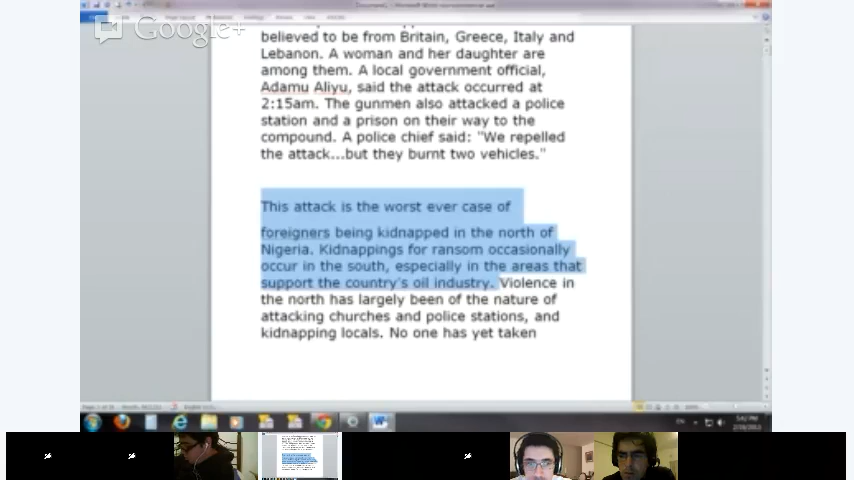 Google+
believed to be from Britain, Greece, Italy and
Lebanon. A woman and her daughter are
among them. A local government official,
Adamu Aliyu, said the attack occurred at
2:15am. The gunmen also attacked a police
station and a prison on their way to the
compound. A police chief said: "We repelled
the attack...but they burnt two vehicles."
This attack is the worst ever case of
foreigners being kidnapped in the north of
Nigeria. Kidnappings for ransom occasionally
occur in the south, especially in the areas that
support the country's oil industry. Violence in
the north has largely been of the nature of
attacking churches and police stations, and
kidnapping locals. No one has yet taken